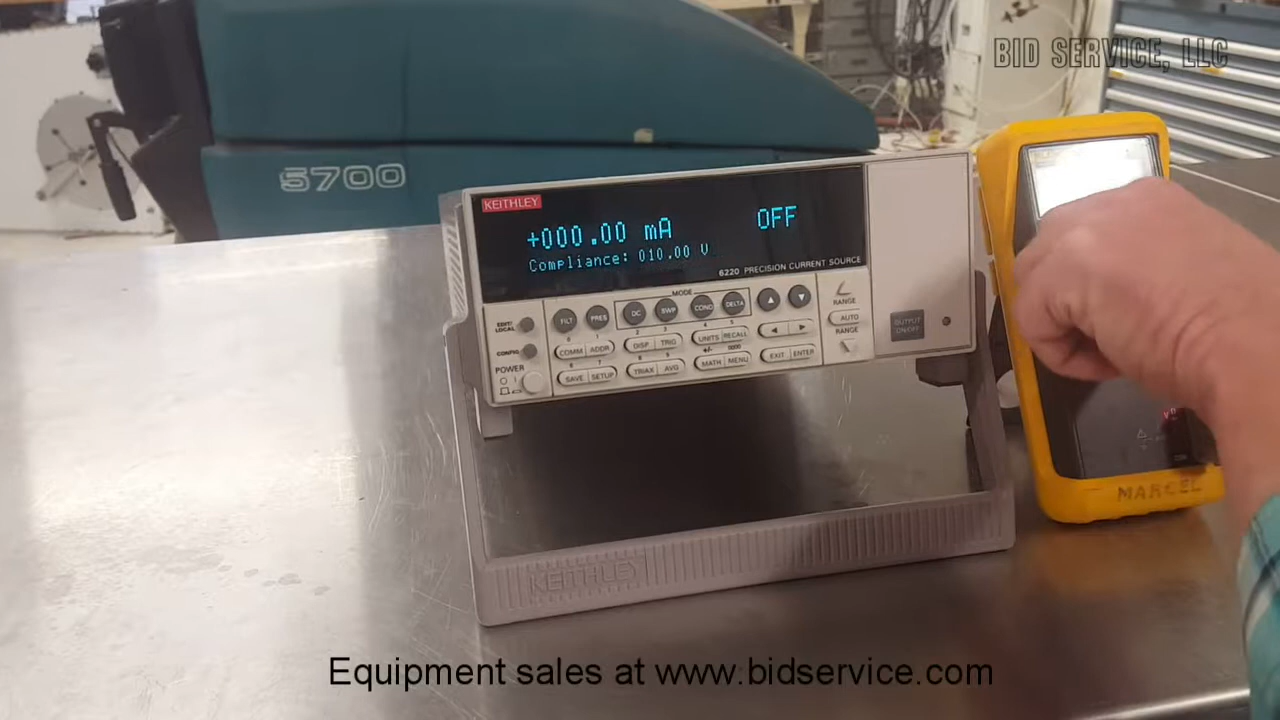 BID SERVICE, LLC
5700
KEITHLEY
+000.00 mA
OFF
Compliance: 010.00 V
6220 PRECISION CURRENT SOURCE
MODE
EDIT/
LOCAL
FILT
PRES
DC
SWP
COND
DELTA
RANGE
AUTO
RANGE
CONFIG
COMM
ADDR
DISP
TRIG
UNITS
RECALL
OUTPUT
ON/OFF
POWER
SAVE
SETUP
TRIAX
AVG
MATH
MENU
EXIT
ENTER
KEITHLEY
MARCEL
Equipment sales at www.bidservice.com